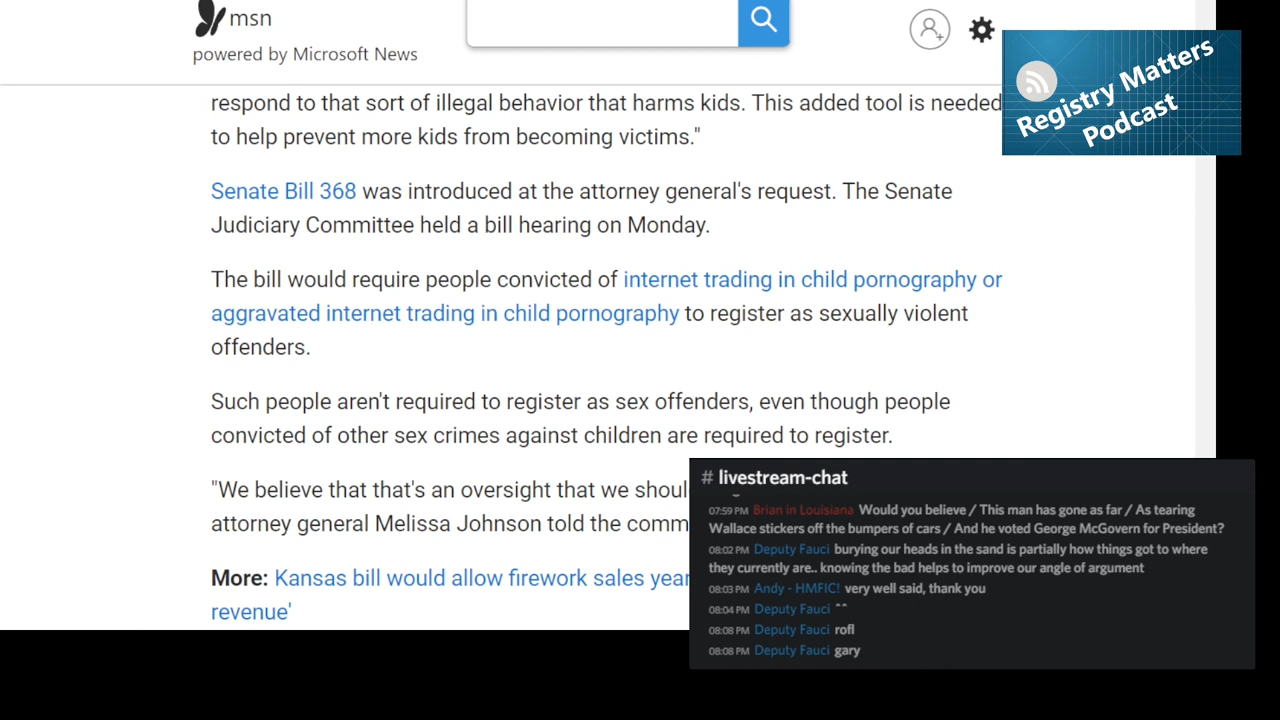 msn
powered by Microsoft News
Registry Matters
Podcast
respond to that sort of illegal behavior that harms kids. This added tool is needed
to help prevent more kids from becoming victims."
Senate Bill 368 was introduced at the attorney general's request. The Senate
Judiciary Committee held a bill hearing on Monday.
The bill would require people convicted of internet trading in child pornography or
aggravated internet trading in child pornography to register as sexually violent
offenders.
Such people aren't required to register as sex offenders, even though people
convicted of other sex crimes against children are required to register.
"We believe that that's an oversight that we shoul
attorney general Melissa Johnson told the comm
More: Kansas bill would allow firework sales year
revenue'
# livestream-chat
07:59 PM Brian in Louisiana Would you believe / This man has gone as far / As tearing
Wallace stickers off the bumpers of cars / And he voted George McGovern for President?
08:02 PM Deputy Fauci burying our heads in the sand is partially how things got to where
they currently are.. knowing the bad helps to improve our angle of argument
08:03 PM Andy - HMFIC! very well said, thank you
08:04 PM Deputy Fauci ^^
08:08 PM Deputy Fauci rofl
08:08 PM Deputy Fauci gary